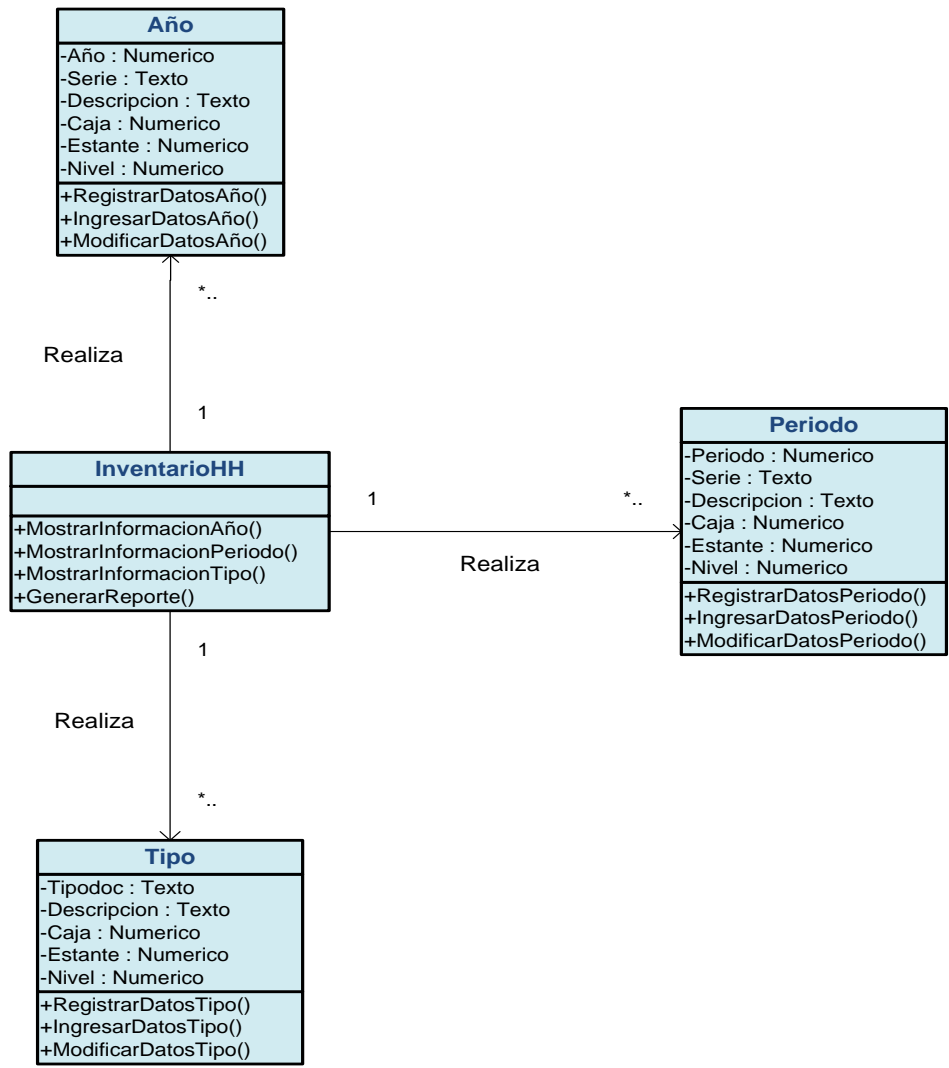 Año
-Año : Numerico
-Serie : Texto
-Descripcion : Texto
-Caja : Numerico
-Estante : Numerico
-Nivel : Numerico
+RegistrarDatosAño()
+IngresarDatosAño()
+ModificarDatosAño()
*..
Realiza
1
InventarioHH
+MostrarInformacionAño()
+MostrarInformacionPeriodo()
+MostrarInformacionTipo()
+GenerarReporte()
1
*..
Realiza
Periodo
-Periodo : Numerico
-Serie : Texto
-Descripcion : Texto
-Caja : Numerico
-Estante : Numerico
-Nivel : Numerico
+RegistrarDatosPeriodo()
+IngresarDatosPeriodo()
+ModificarDatosPeriodo()
1
Realiza
*..
Tipo
-Tipodoc : Texto
-Descripcion : Texto
-Caja : Numerico
-Estante : Numerico
-Nivel : Numerico
+RegistrarDatosTipo()
+IngresarDatosTipo()
+ModificarDatosTipo()